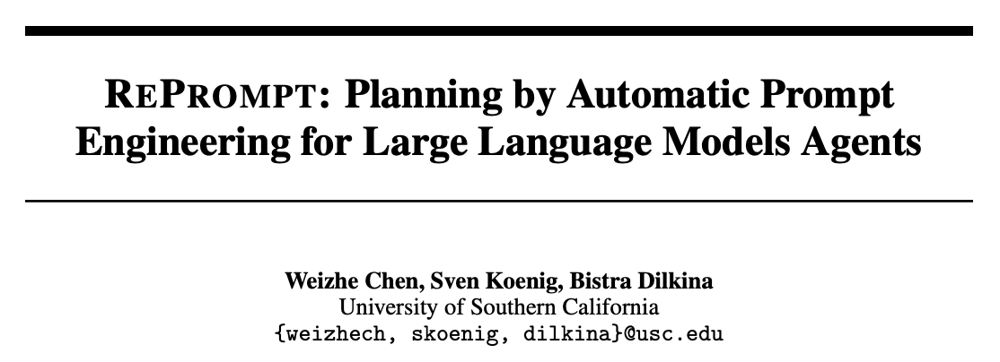 REPROMPT: Planning by Automatic Prompt
Engineering for Large Language Models Agents
Weizhe Chen, Sven Koenig, Bistra Dilkina
University of Southern California
{weizhech, skoenig, dilkina}@usc.edu